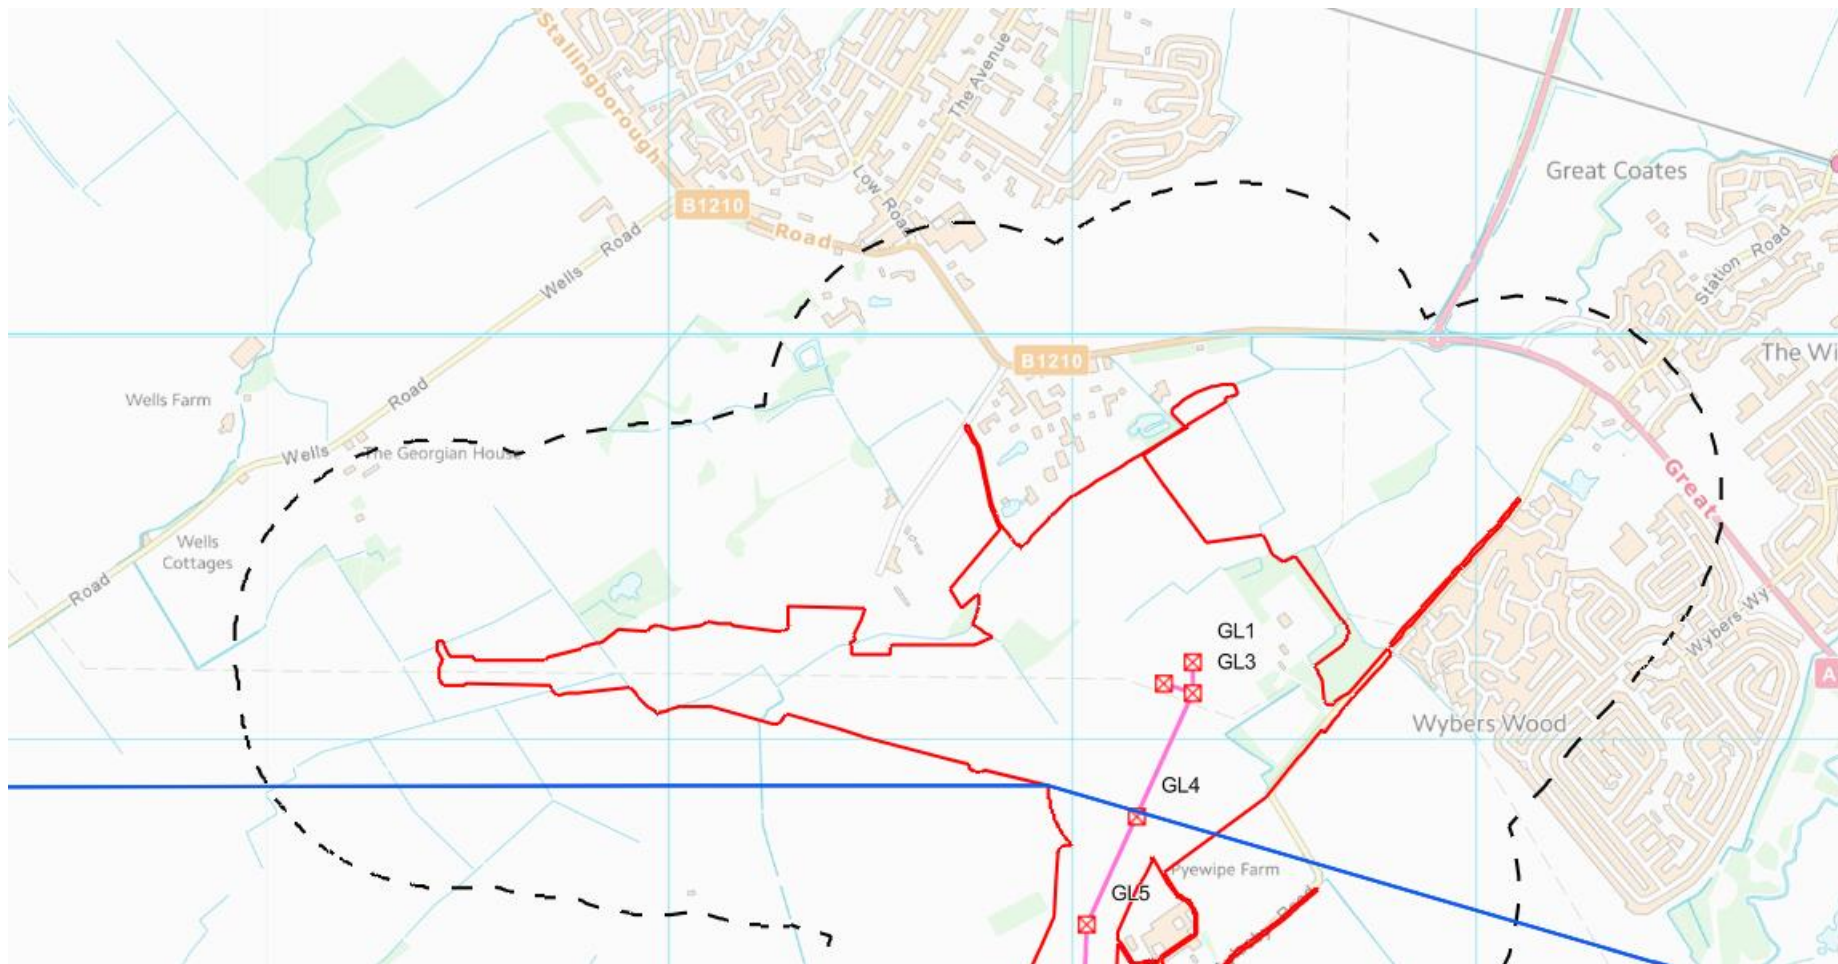 Stallingborough
The Avenue
Low Road
B1210
Road
Great Coates
Station Road
Wells Road
The Wi
B1210
Wells Farm
Road
Wells
The Georgian House
Great
Wells
Cottages
Road
Wybers Wy
GL1
GL3
A
Wybers Wood
GL4
Pyewipe Farm
GL5